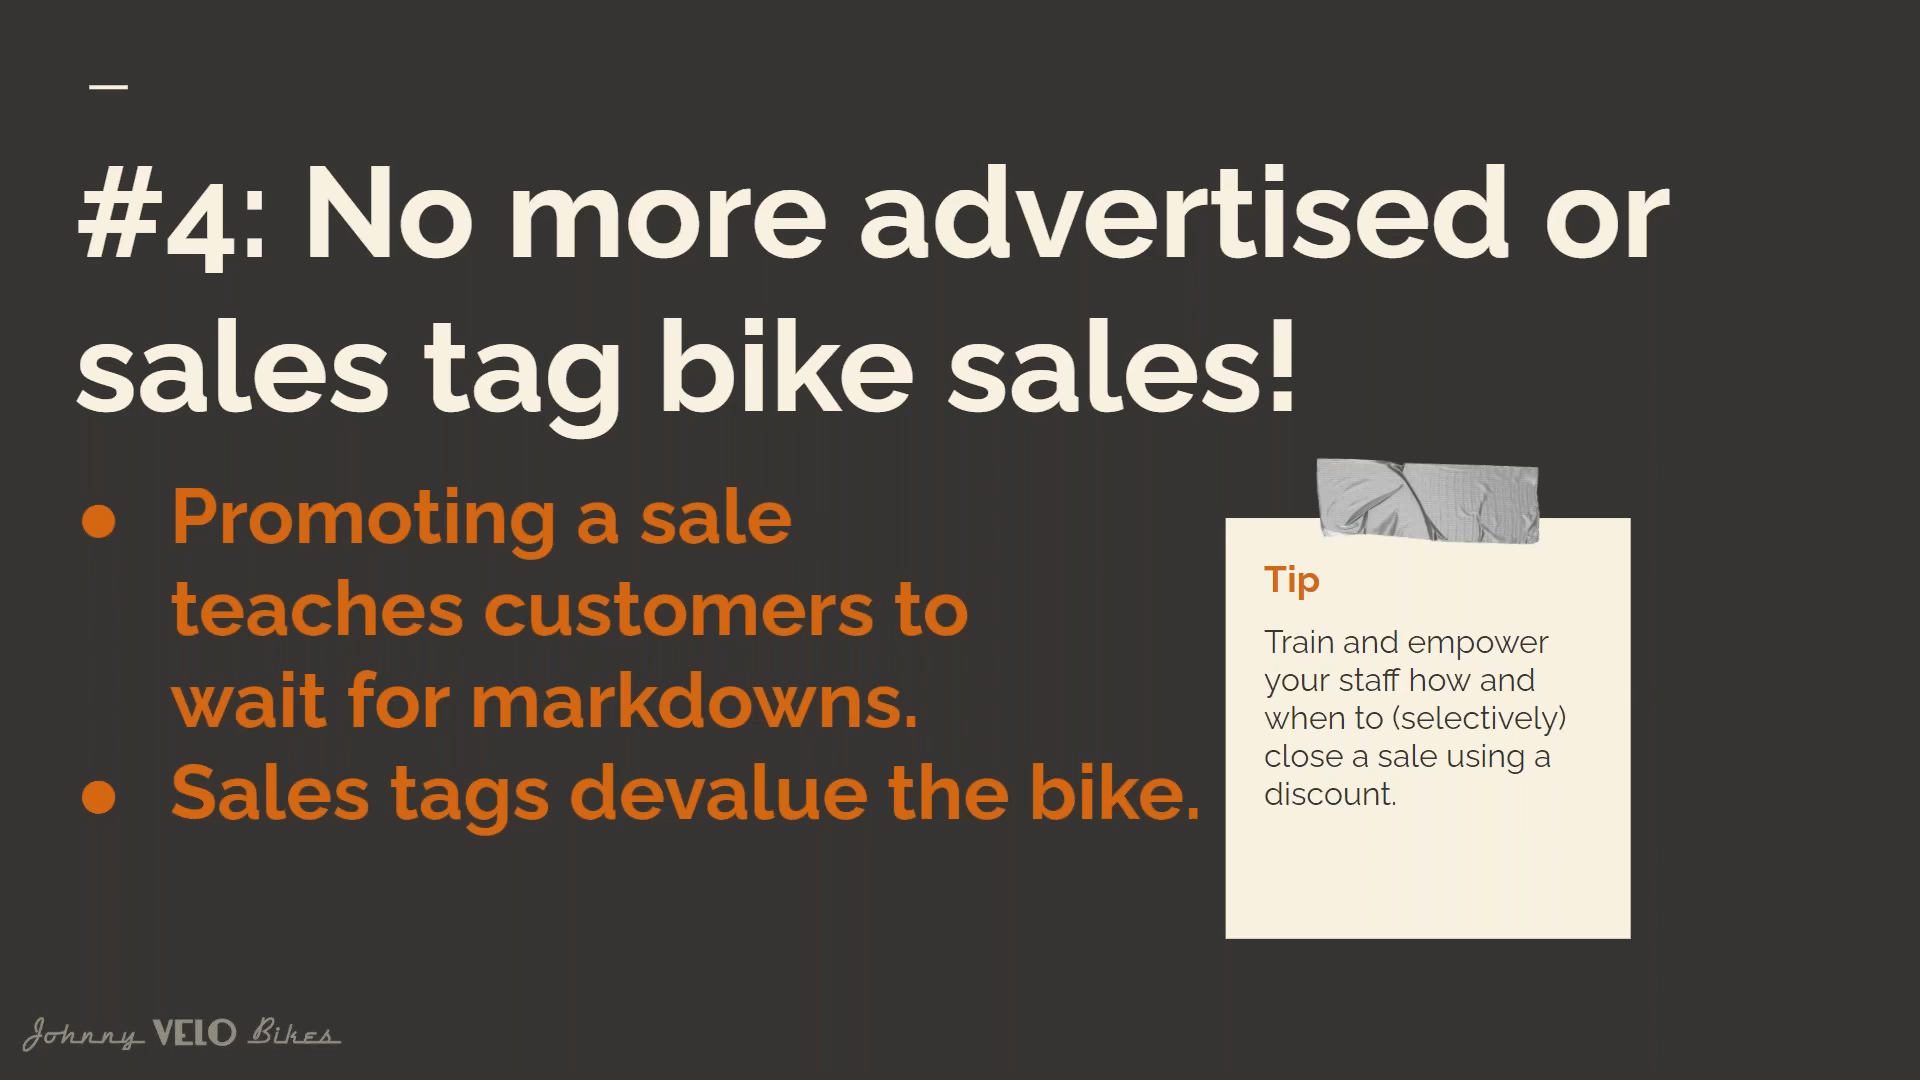 #4: No more advertised or
sales tag bike sales!
● Promoting a sale
teaches customers to
wait for markdowns.
● Sales tags devalue the bike.
Tip
Train and empower
your staff how and
when to (selectively)
close a sale using a
discount.
Johnny VELO Bikes